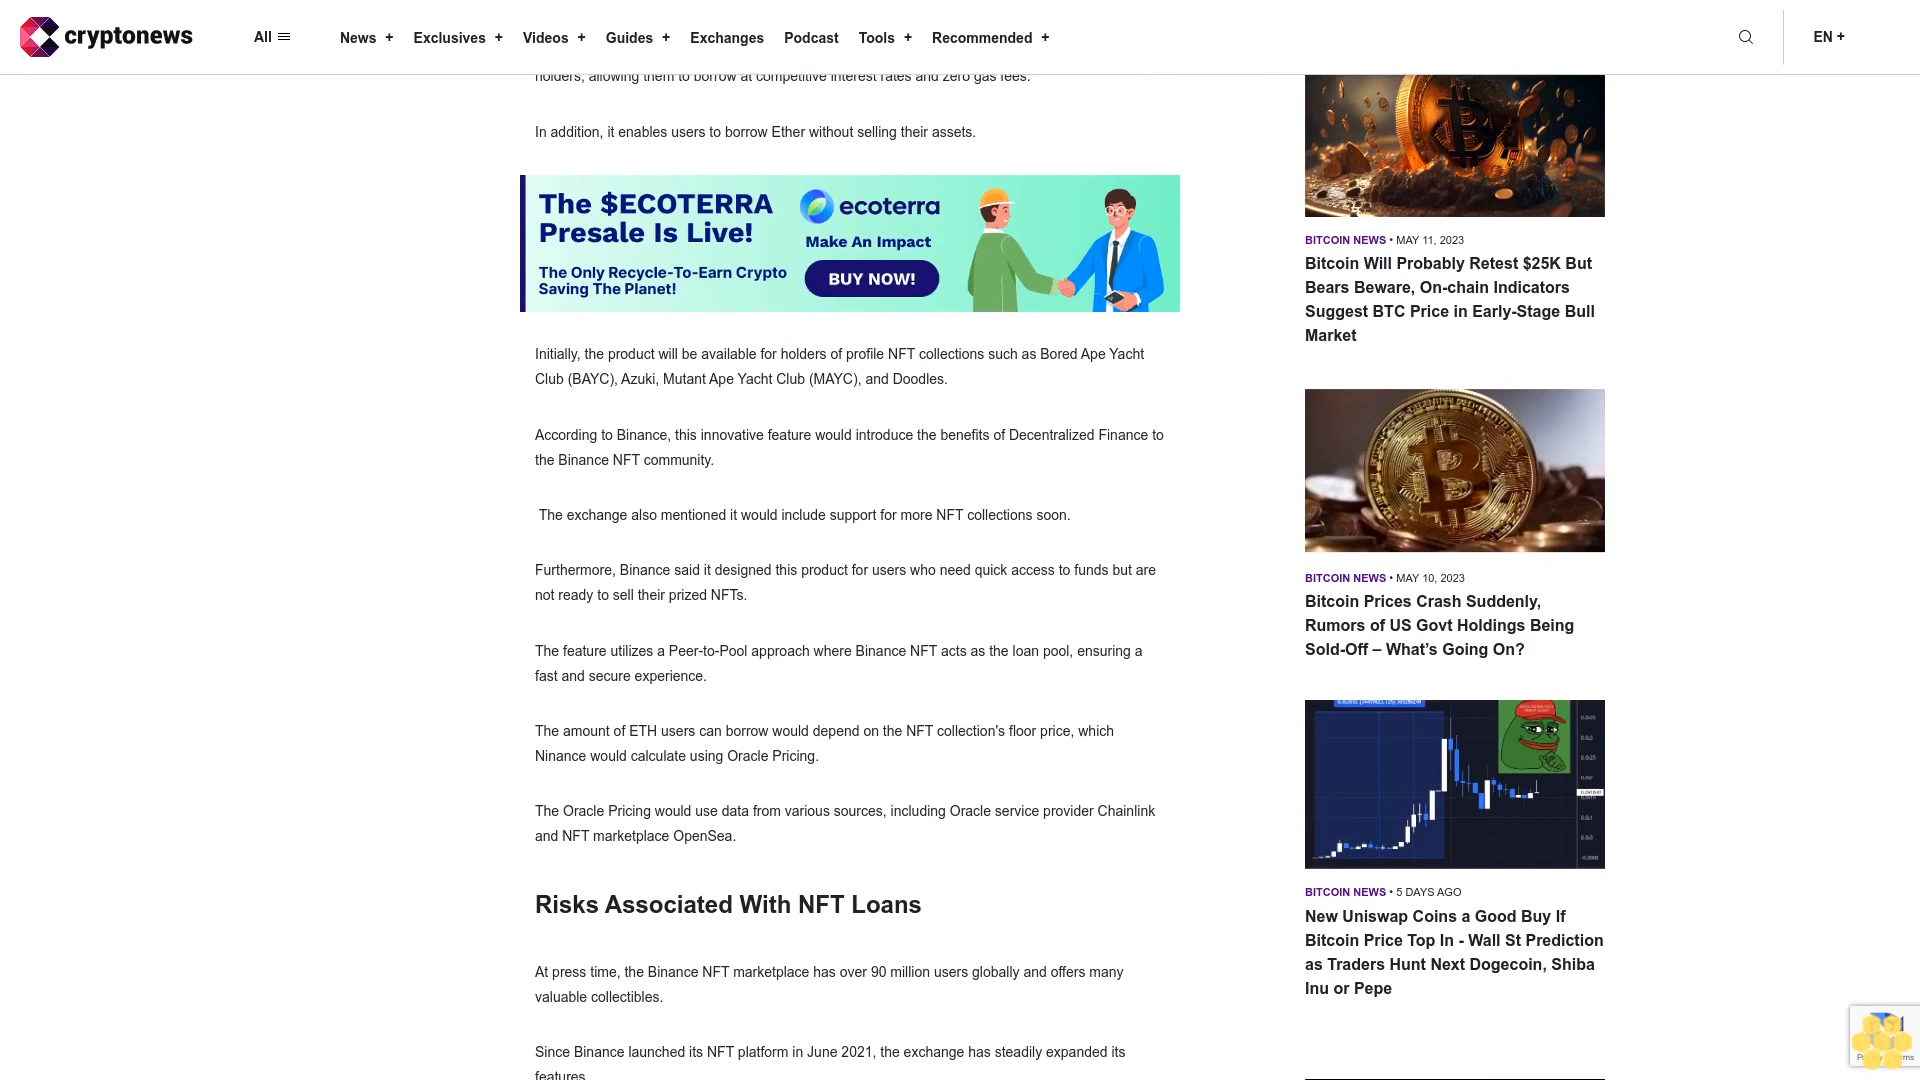 cryptonews
All
News +
Exclusives +
Videos +
Guides +
Exchanges
Podcast
Tools +
Recommended +
EN +
holders, allowing them to borrow at competitive interest rates and zero gas fees.
In addition, it enables users to borrow Ether without selling their assets.
The $ECOTERRA
Presale Is Live!
The Only Recycle-To-Earn Crypto
Saving The Planet!
ecoterra
Make An Impact
BUY NOW!
Initially, the product will be available for holders of profile NFT collections such as Bored Ape Yacht
Club (BAYC), Azuki, Mutant Ape Yacht Club (MAYC), and Doodles.
According to Binance, this innovative feature would introduce the benefits of Decentralized Finance to
the Binance NFT community.
The exchange also mentioned it would include support for more NFT collections soon.
Furthermore, Binance said it designed this product for users who need quick access to funds but are
not ready to sell their prized NFTs.
The feature utilizes a Peer-to-Pool approach where Binance NFT acts as the loan pool, ensuring a
fast and secure experience.
The amount of ETH users can borrow would depend on the NFT collection's floor price, which
Ninance would calculate using Oracle Pricing.
The Oracle Pricing would use data from various sources, including Oracle service provider Chainlink
and NFT marketplace OpenSea.
Risks Associated With NFT Loans
At press time, the Binance NFT marketplace has over 90 million users globally and offers many
valuable collectibles.
Since Binance launched its NFT platform in June 2021, the exchange has steadily expanded its
features.
BITCOIN NEWS • MAY 11, 2023
Bitcoin Will Probably Retest $25K But
Bears Beware, On-chain Indicators
Suggest BTC Price in Early-Stage Bull
Market
BITCOIN NEWS • MAY 10, 2023
Bitcoin Prices Crash Suddenly,
Rumors of US Govt Holdings Being
Sold-Off – What's Going On?
BITCOIN NEWS • 5 DAYS AGO
New Uniswap Coins a Good Buy If
Bitcoin Price Top In - Wall St Prediction
as Traders Hunt Next Dogecoin, Shiba
Inu or Pepe